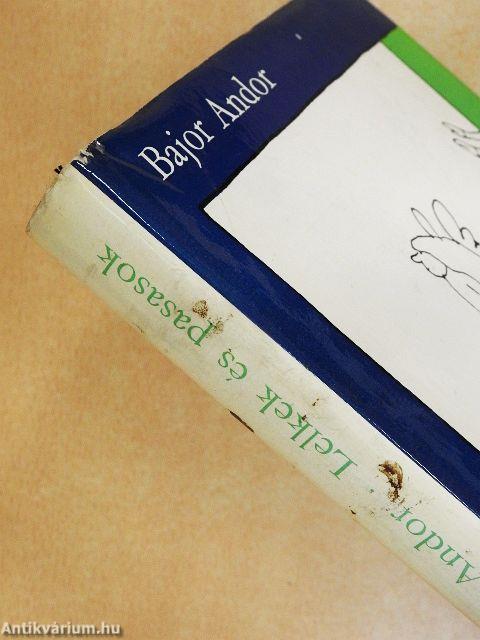 Bajor Andor
Andor · Lelkek és pasasok
Antikvárium.hu